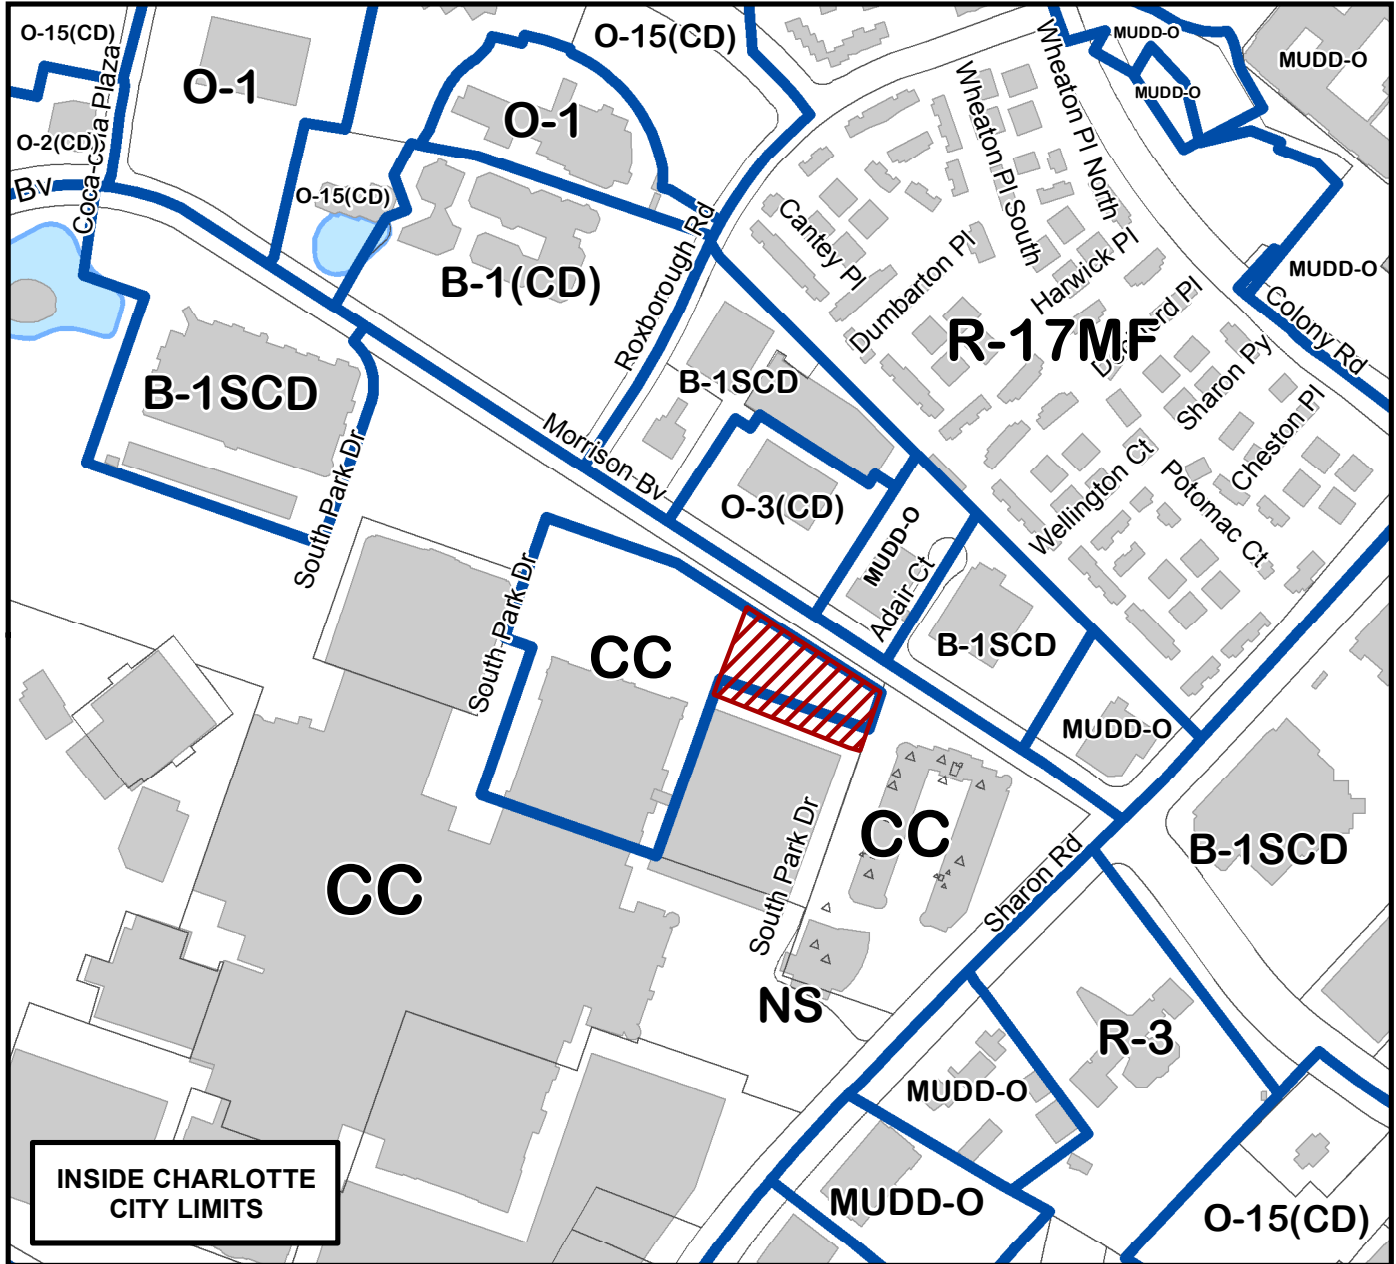 O-15(CD)
O-15(CD)
MUDD-O
MUDD-O
O-1
MUDD-O
O-1
O-2(CD)
Coca-cola Plaza
Wheaton Pl North
Wheaton Pl South
Bv
O-15(CD)
Cantey Pl
Dumbarton Pl
Harwick Pl
MUDD-O
B-1(CD)
Roxborough Rd
Colony Rd
R-17MF
Sharon Py
B-1SCD
B-1SCD
Cheston Pl
Morrison Bv
Wellington Ct
Potomac Ct
South Park Dr
O-3(CD)
MUDD-O
Adair Ct
South Park Dr
CC
B-1SCD
MUDD-O
CC
South Park Dr
CC
B-1SCD
Sharon Rd
NS
R-3
MUDD-O
MUDD-O
O-15(CD)
INSIDE CHARLOTTE
CITY LIMITS